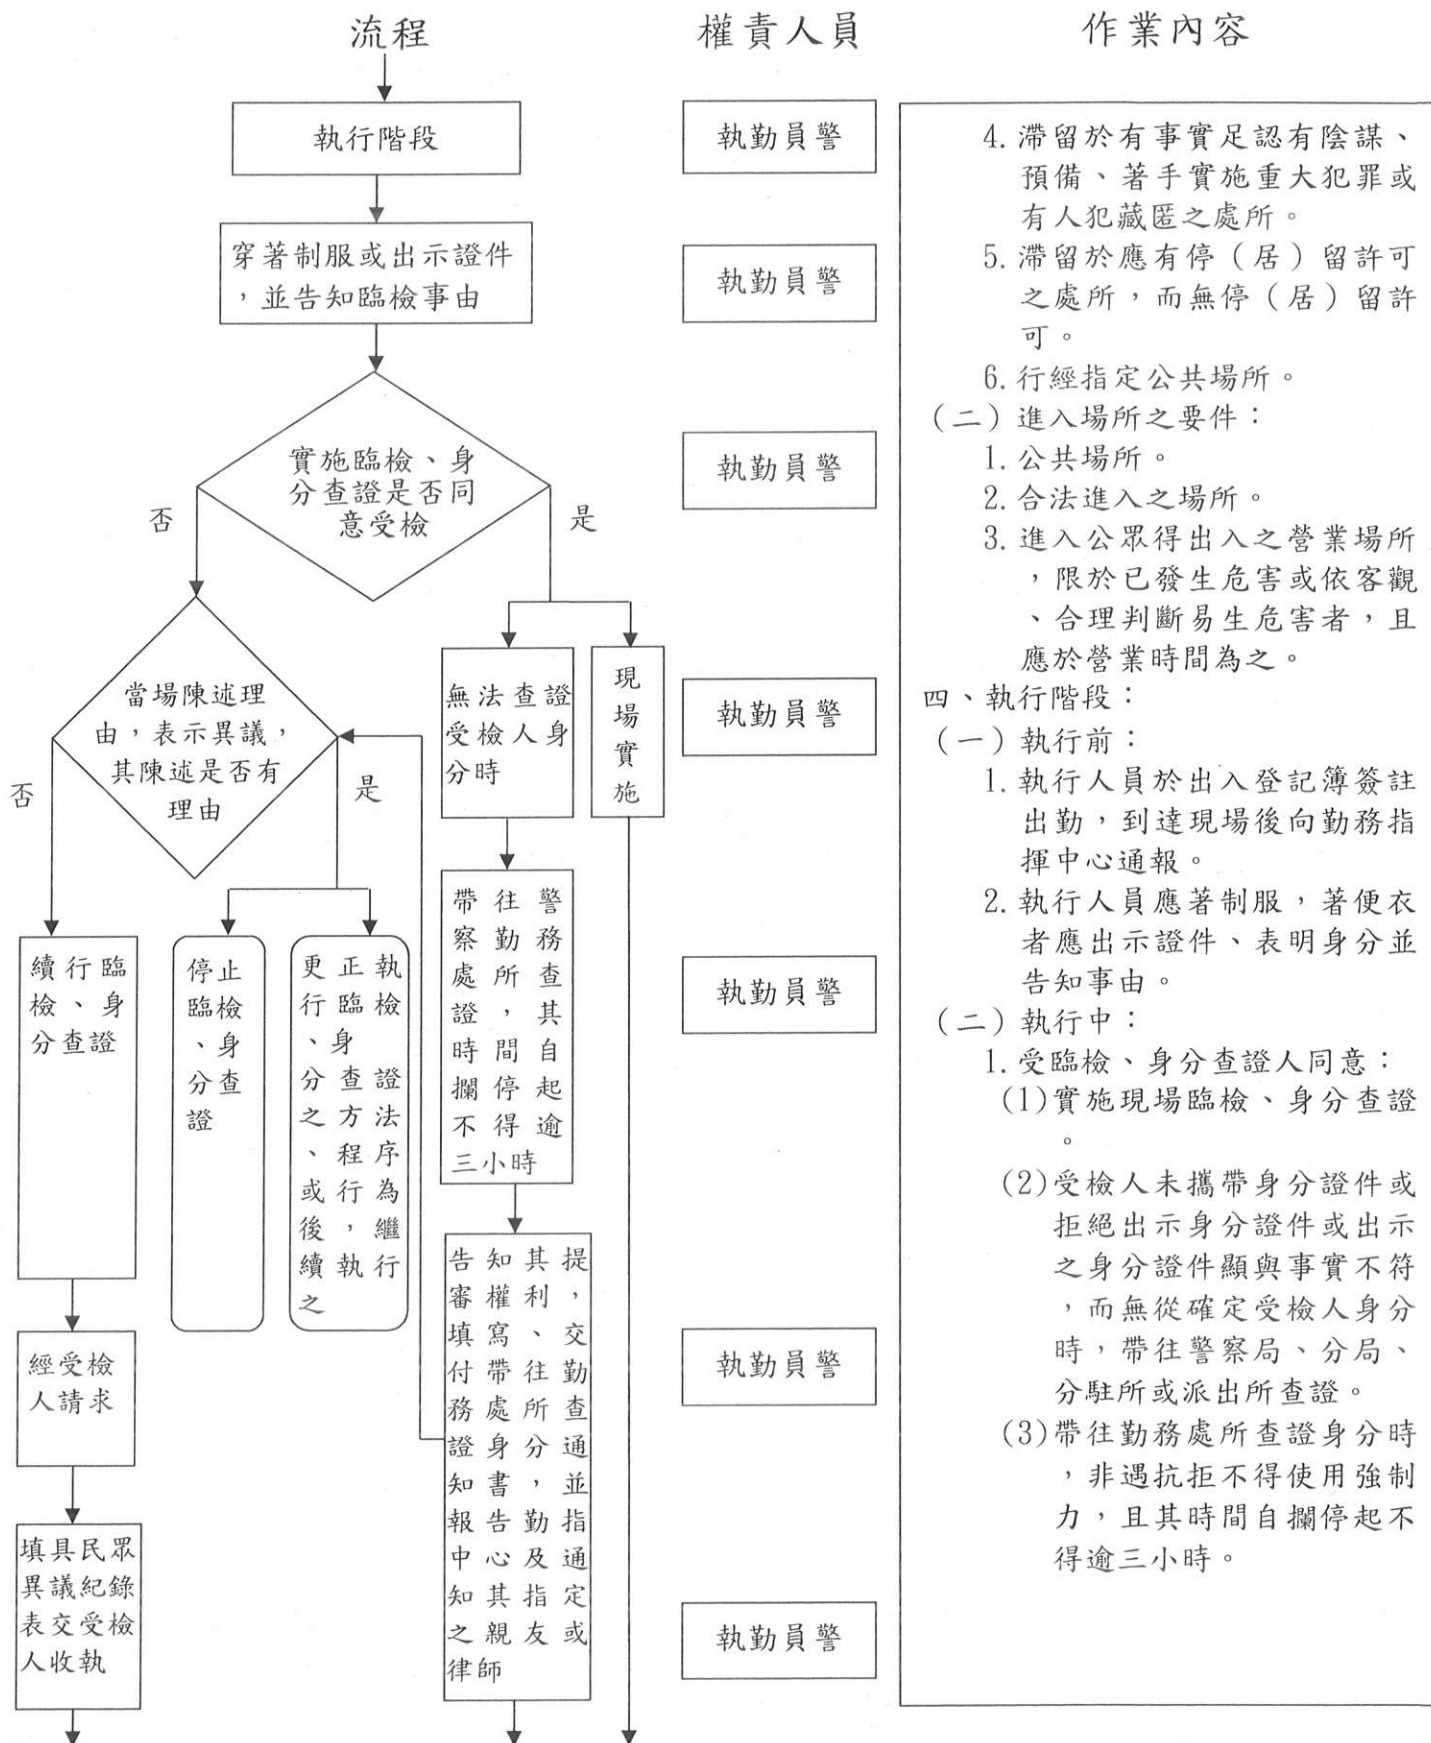 流程
權責人員
作業內容
執行階段
穿著制服或出示證件
，並告知臨檢事由
實施臨檢、身
分查證是否同
意受檢
否
是
當場陳述理
由，表示異議，
其陳述是否有
理由
否
是
無法查證
受檢人身
分時
現
場
實
施
續行臨
檢、身
分查證
停止
臨檢
、身
分查
證
更正執
行臨檢
、身
分查證
之方法
、程序
或行為
後，繼
續執行
之
帶往警
察勤務
處所查
證，其
時間自
攔停起
不得逾
三小時
經受檢
人請求
告知其提
審權利，
填寫、交
付帶往勤
務處所查
證身分通
知書，並
報告勤指
中心及通
知其指定
之親友或
律師
填具民眾
異議紀錄
表交受檢
人收執
執勤員警
執勤員警
執勤員警
執勤員警
執勤員警
執勤員警
執勤員警
4.滯留於有事實足認有陰謀、
預備、著手實施重大犯罪或
有人犯藏匿之處所。
5.滯留於應有停（居）留許可
之處所，而無停（居）留許
可。
6.行經指定公共場所。
（二）進入場所之要件：
1.公共場所。
2.合法進入之場所。
3.進入公眾得出入之營業場所
，限於已發生危害或依客觀
、合理判斷易生危害者，且
應於營業時間為之。
四、執行階段：
（一）執行前：
1.執行人員於出入登記簿簽註
出勤，到達現場後向勤務指
揮中心通報。
2.執行人員應著制服，著便衣
者應出示證件、表明身分並
告知事由。
（二）執行中：
1.受臨檢、身分查證人同意：
(1)實施現場臨檢、身分查證
。
(2)受檢人未攜帶身分證件或
拒絕出示身分證件或出示
之身分證件顯與事實不符
，而無從確定受檢人身分
時，帶往警察局、分局、
分駐所或派出所查證。
(3)帶往勤務處所查證身分時
，非遇抗拒不得使用強制
力，且其時間自攔停起不
得逾三小時。